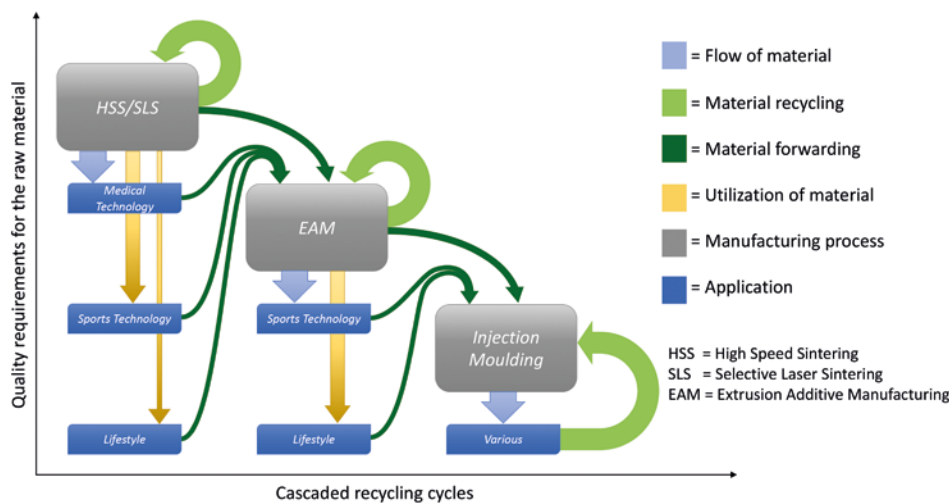 Quality requirements for the raw material
HSS/SLS
Medical
Technology
Sports Technology
Lifestyle
EAM
Sports Technology
Lifestyle
Injection
Moulding
Various
Cascaded recycling cycles
= Flow of material
= Material recycling
= Material forwarding
= Utilization of material
= Manufacturing process
= Application
HSS = High Speed Sintering
SLS = Selective Laser Sintering
EAM = Extrusion Additive Manufacturing